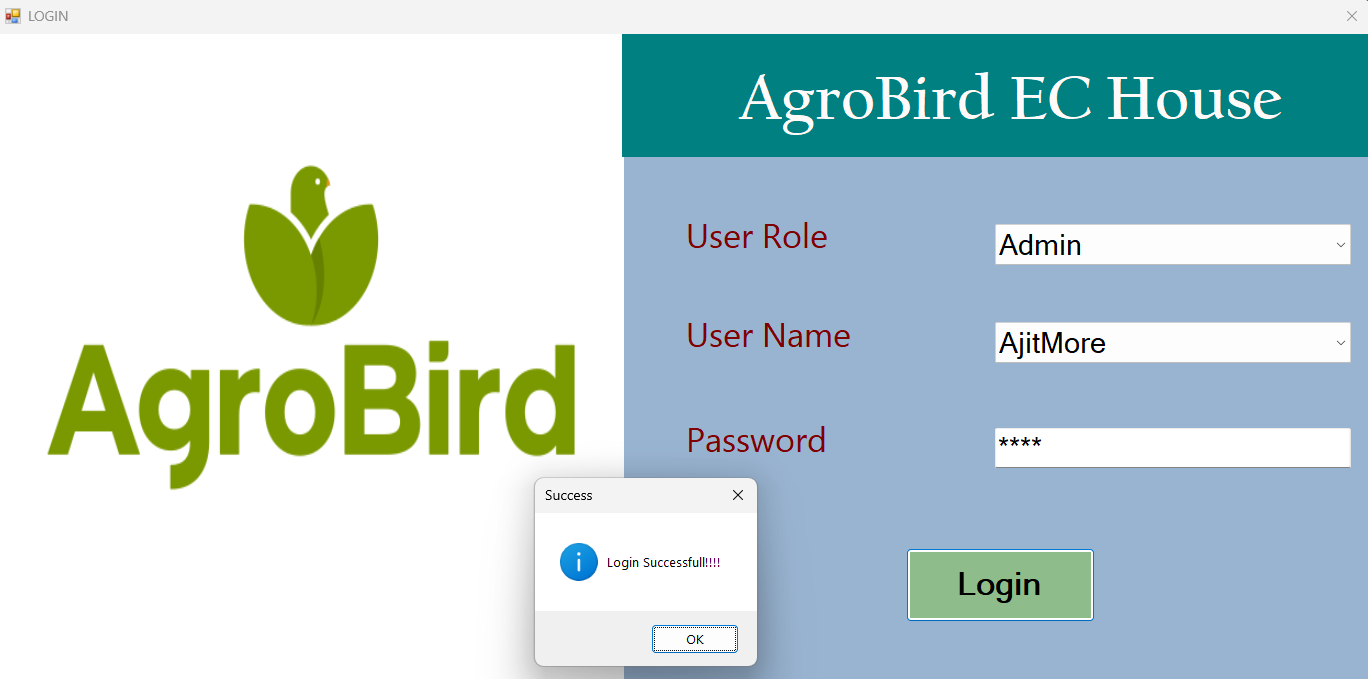 LOGIN
AgroBird EC House
AgroBird
User Role
Admin
User Name
AjitMore
Password
****
Login
Success
Login Successfull!!!!
OK